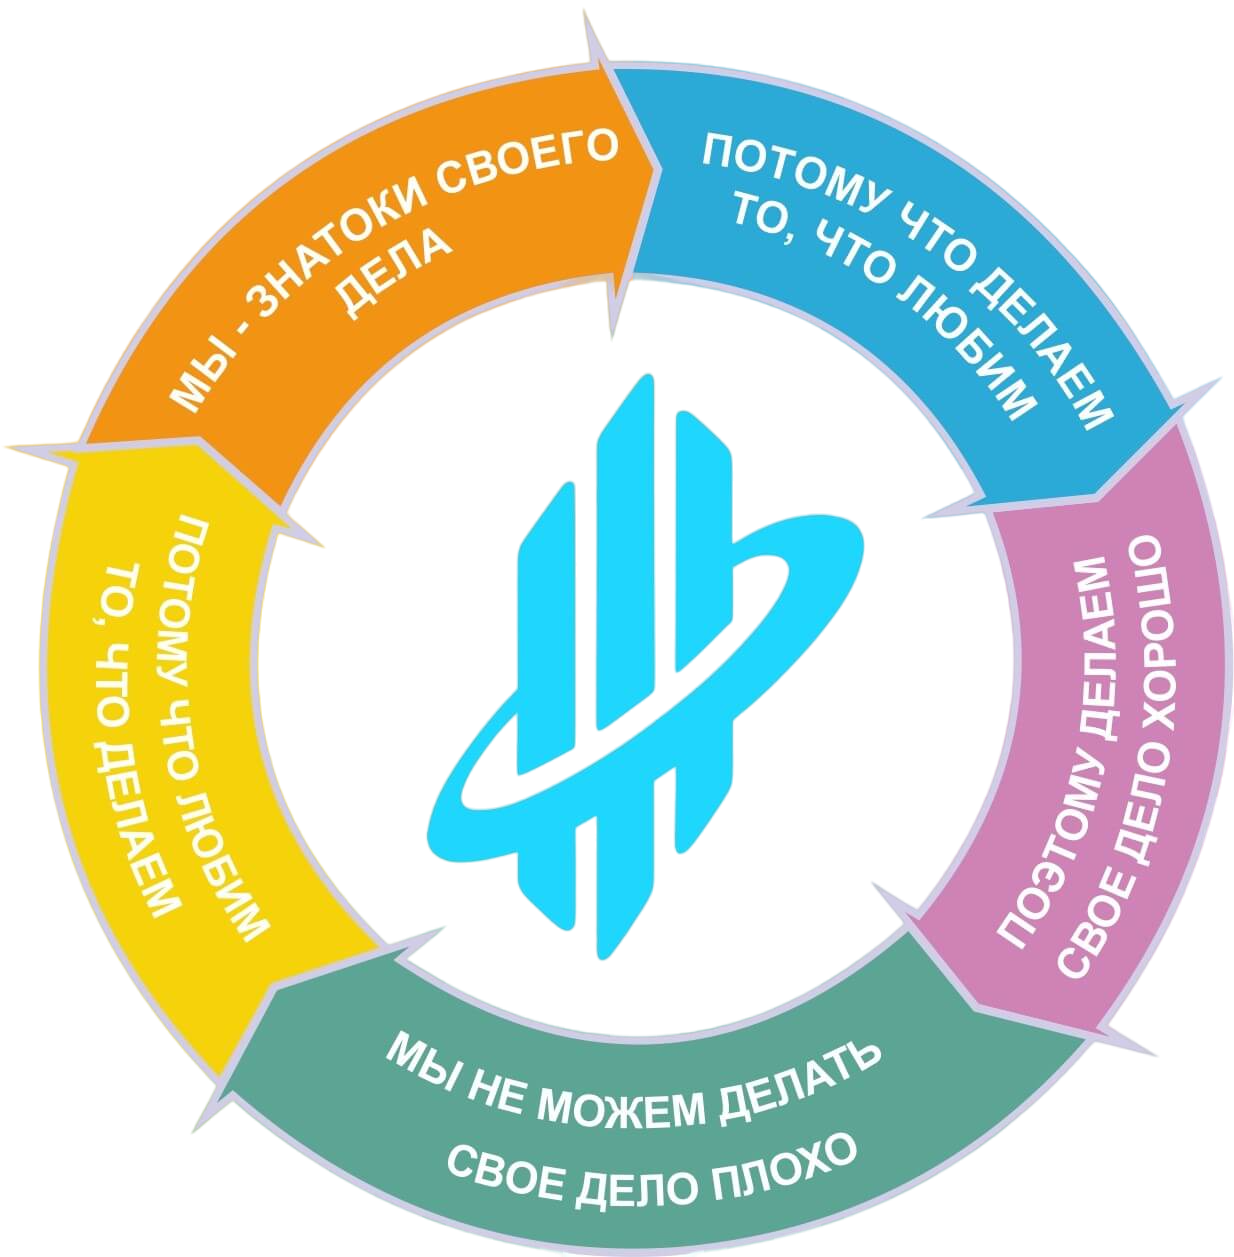 МЫ - ЗНАТОКИ СВОЕГО
ДЕЛА
ПОТОМУ ЧТО ДЕЛАЕМ
ТО, ЧТО ЛЮБИМ
ПОЭТОМУ ДЕЛАЕМ
СВОЕ ДЕЛО ХОРОШО
МЫ НЕ МОЖЕМ ДЕЛАТЬ
СВОЕ ДЕЛО ПЛОХО
ПОТОМУ ЧТО ЛЮБИМ
ТО, ЧТО ДЕЛАЕМ